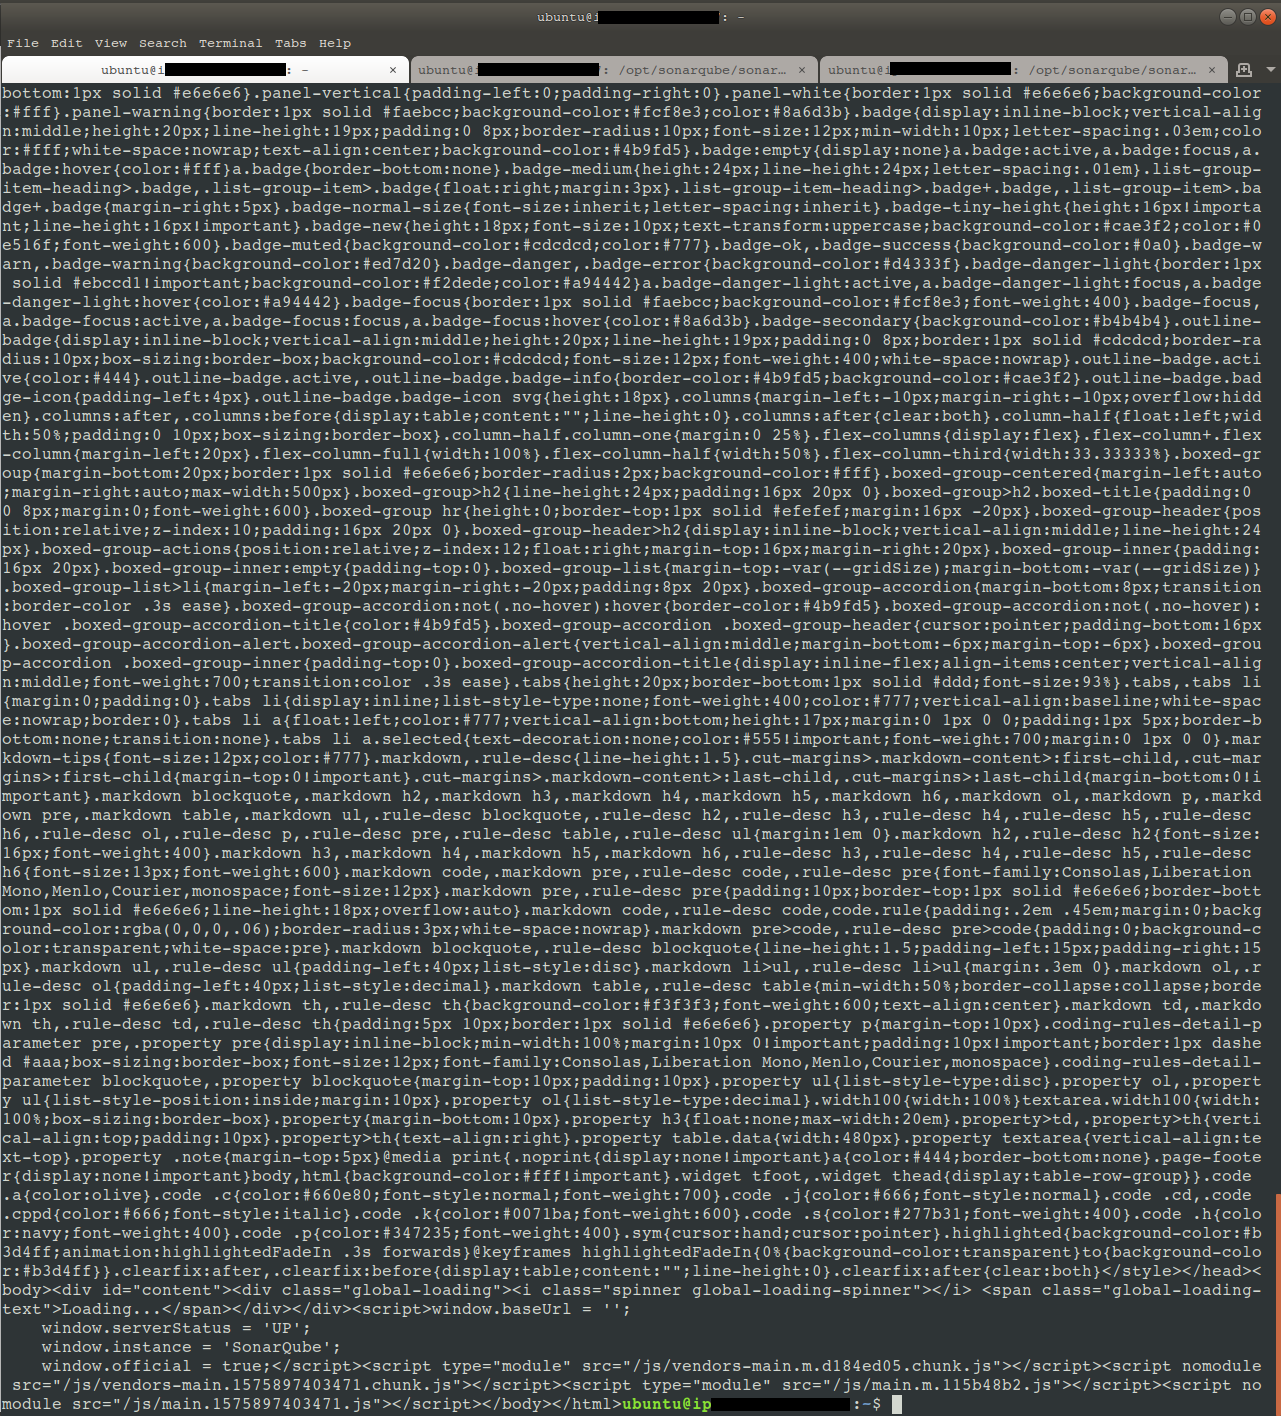 ubuntu@i : ~
File Edit View Search Terminal Tabs Help
ubuntu@i : ~ × ubuntu@i : /opt/sonarqube/sonar... × ubuntu@i : /opt/sonarqube/sonar... ×
bottom:1px solid #e6e6e6}.panel-vertical{padding-left:0;padding-right:0}.panel-white{border:1px solid #e6e6e6;background-color
:#fff}.panel-warning{border:1px solid #faebcc;background-color:#fcf8e3;color:#8a6d3b}.badge{display:inline-block;vertical-alig
n:middle;height:20px;line-height:19px;padding:0 8px;border-radius:10px;font-size:12px;min-width:10px;letter-spacing:.03em;colo
r:#fff;white-space:nowrap;text-align:center;background-color:#4b9fd5}.badge:empty{display:none}a.badge:active,a.badge:focus,a.
badge:hover{color:#fff}a.badge{border-bottom:none}.badge-medium{height:24px;line-height:24px;letter-spacing:.01em}.list-group-
item-heading>.badge,.list-group-item>.badge{float:right;margin:3px}.list-group-item-heading>.badge+.badge,.list-group-item>.ba
dge+.badge{margin-right:5px}.badge-normal-size{font-size:inherit;letter-spacing:inherit}.badge-tiny-height{height:16px!importa
nt;line-height:16px!important}.badge-new{height:18px;font-size:10px;text-transform:uppercase;background-color:#cae3f2;color:#0
e516f;font-weight:600}.badge-muted{background-color:#cdcdcd;color:#777}.badge-ok,.badge-success{background-color:#0a0}.badge-w
arn,.badge-warning{background-color:#ed7d20}.badge-danger,.badge-error{background-color:#d4333f}.badge-danger-light{border:1px
 solid #ebccd1!important;background-color:#f2dede;color:#a94442}a.badge-danger-light:active,a.badge-danger-light:focus,a.badge
-danger-light:hover{color:#a94442}.badge-focus{border:1px solid #faebcc;background-color:#fcf8e3;font-weight:400}.badge-focus,
a.badge-focus:active,a.badge-focus:focus,a.badge-focus:hover{color:#8a6d3b}.badge-secondary{background-color:#b4b4b4}.outline-
badge{display:inline-block;vertical-align:middle;height:20px;line-height:19px;padding:0 8px;border:1px solid #cdcdcd;border-ra
dius:10px;box-sizing:border-box;background-color:#cdcdcd;font-size:12px;font-weight:400;white-space:nowrap}.outline-badge.acti
ve{color:#444}.outline-badge.active,.outline-badge.badge-info{border-color:#4b9fd5;background-color:#cae3f2}.outline-badge.bad
ge-icon{padding-left:4px}.outline-badge.badge-icon svg{height:18px}.columns{margin-left:-10px;margin-right:-10px;overflow:hidd
en}.columns:after,.columns:before{display:table;content:"";line-height:0}.columns:after{clear:both}.column-half{float:left;wid
th:50%;padding:0 10px;box-sizing:border-box}.column-half.column-one{margin:0 25%}.flex-columns{display:flex}.flex-column+.flex
-column{margin-left:20px}.flex-column-full{width:100%}.flex-column-half{width:50%}.flex-column-third{width:33.33333%}.boxed-gr
oup{margin-bottom:20px;border:1px solid #e6e6e6;border-radius:2px;background-color:#fff}.boxed-group-centered{margin-left:auto
;margin-right:auto;max-width:500px}.boxed-group>h2{line-height:24px;padding:16px 20px 0}.boxed-group>h2.boxed-title{padding:0 
0 8px;margin:0;font-weight:600}.boxed-group hr{height:0;border-top:1px solid #efefef;margin:16px -20px}.boxed-group-header{pos
ition:relative;z-index:10;padding:16px 20px 0}.boxed-group-header>h2{display:inline-block;vertical-align:middle;line-height:24
px}.boxed-group-actions{position:relative;z-index:12;float:right;margin-top:16px;margin-right:20px}.boxed-group-inner{padding:
16px 20px}.boxed-group-inner:empty{padding-top:0}.boxed-group-list{margin-top:-var(--gridSize);margin-bottom:-var(--gridSize)}
.boxed-group-list>li{margin-left:-20px;margin-right:-20px;padding:8px 20px}.boxed-group-accordion{margin-bottom:8px;transition
:border-color .3s ease}.boxed-group-accordion:not(.no-hover):hover{border-color:#4b9fd5}.boxed-group-accordion:not(.no-hover):
hover .boxed-group-accordion-title{color:#4b9fd5}.boxed-group-accordion .boxed-group-header{cursor:pointer;padding-bottom:16px
}.boxed-group-accordion-alert.boxed-group-accordion-alert{vertical-align:middle;margin-bottom:-6px;margin-top:-6px}.boxed-grou
p-accordion .boxed-group-inner{padding-top:0}.boxed-group-accordion-title{display:inline-flex;align-items:center;vertical-alig
n:middle;font-weight:700;transition:color .3s ease}.tabs{height:20px;border-bottom:1px solid #ddd;font-size:93%}.tabs,.tabs li
{margin:0;padding:0}.tabs li{display:inline;list-style-type:none;font-weight:400;color:#777;vertical-align:baseline;white-spac
e:nowrap;border:0}.tabs li a{float:left;color:#777;vertical-align:bottom;height:17px;margin:0 1px 0 0;padding:1px 5px;border-b
ottom:none;transition:none}.tabs li a.selected{text-decoration:none;color:#555!important;font-weight:700;margin:0 1px 0 0}.mar
kdown-tips{font-size:12px;color:#777}.markdown,.rule-desc{line-height:1.5}.cut-margins>.markdown-content>:first-child,.cut-mar
gins>:first-child{margin-top:0!important}.cut-margins>.markdown-content>:last-child,.cut-margins>:last-child{margin-bottom:0!i
mportant}.markdown blockquote,.markdown h2,.markdown h3,.markdown h4,.markdown h5,.markdown h6,.markdown ol,.markdown p,.markd
own pre,.markdown table,.markdown ul,.rule-desc blockquote,.rule-desc h2,.rule-desc h3,.rule-desc h4,.rule-desc h5,.rule-desc 
h6,.rule-desc ol,.rule-desc p,.rule-desc pre,.rule-desc table,.rule-desc ul{margin:1em 0}.markdown h2,.rule-desc h2{font-size:
16px;font-weight:400}.markdown h3,.markdown h4,.markdown h5,.markdown h6,.rule-desc h3,.rule-desc h4,.rule-desc h5,.rule-desc 
h6{font-size:13px;font-weight:600}.markdown code,.markdown pre,.rule-desc code,.rule-desc pre{font-family:Consolas,Liberation 
Mono,Menlo,Courier,monospace;font-size:12px}.markdown pre,.rule-desc pre{padding:10px;border-top:1px solid #e6e6e6;border-bott
om:1px solid #e6e6e6;line-height:18px;overflow:auto}.markdown code,.rule-desc code,code.rule{padding:.2em .45em;margin:0;backg
round-color:rgba(0,0,0,.06);border-radius:3px;white-space:nowrap}.markdown pre>code,.rule-desc pre>code{padding:0;background-c
olor:transparent;white-space:pre}.markdown blockquote,.rule-desc blockquote{line-height:1.5;padding-left:15px;padding-right:15
px}.markdown ul,.rule-desc ul{padding-left:40px;list-style:disc}.markdown li>ul,.rule-desc li>ul{margin:.3em 0}.markdown ol,.r
ule-desc ol{padding-left:40px;list-style:decimal}.markdown table,.rule-desc table{min-width:50%;border-collapse:collapse;borde
r:1px solid #e6e6e6}.markdown th,.rule-desc th{background-color:#f3f3f3;font-weight:600;text-align:center}.markdown td,.markdo
wn th,.rule-desc td,.rule-desc th{padding:5px 10px;border:1px solid #e6e6e6}.property p{margin-top:10px}.coding-rules-detail-p
arameter pre,.property pre{display:inline-block;min-width:100%;margin:10px 0!important;padding:10px!important;border:1px dashe
d #aaa;box-sizing:border-box;font-size:12px;font-family:Consolas,Liberation Mono,Menlo,Courier,monospace}.coding-rules-detail-
parameter blockquote,.property blockquote{margin-top:10px;padding:10px}.property ul{list-style-type:disc}.property ol,.propert
y ul{list-style-position:inside;margin:10px}.property ol{list-style-type:decimal}.width100{width:100%}textarea.width100{width:
100%;box-sizing:border-box}.property{margin-bottom:10px}.property h3{float:none;max-width:20em}.property>td,.property>th{verti
cal-align:top;padding:10px}.property>th{text-align:right}.property table.data{width:480px}.property textarea{vertical-align:te
xt-top}.property .note{margin-top:5px}@media print{.noprint{display:none!important}a{color:#444;border-bottom:none}.page-foote
r{display:none!important}body,html{background-color:#fff!important}.widget tfoot,.widget thead{display:table-row-group}}.code 
.a{color:olive}.code .c{color:#660e80;font-style:normal;font-weight:700}.code .j{color:#666;font-style:normal}.code .cd,.code 
.cppd{color:#666;font-style:italic}.code .k{color:#0071ba;font-weight:600}.code .s{color:#277b31;font-weight:400}.code .h{colo
r:navy;font-weight:400}.code .p{color:#347235;font-weight:400}.sym{cursor:hand;cursor:pointer}.highlighted{background-color:#b
3d4ff;animation:highlightedFadeIn .3s forwards}@keyframes highlightedFadeIn{0%{background-color:transparent}to{background-colo
r:#b3d4ff}}.clearfix:after,.clearfix:before{display:table;content:"";line-height:0}.clearfix:after{clear:both}</style></head><
body><div id="content"><div class="global-loading"><i class="spinner global-loading-spinner"></i> <span class="global-loading-
text">Loading...</span></div></div><script>window.baseUrl = '';
    window.serverStatus = 'UP';
    window.instance = 'SonarQube';
    window.official = true;</script><script type="module" src="/js/vendors-main.m.d184ed05.chunk.js"></script><script nomodule
 src="/js/vendors-main.1575897403471.chunk.js"></script><script type="module" src="/js/main.m.115b48b2.js"></script><script no
module src="/js/main.1575897403471.js"></script></body></html>ubuntu@ip :~$